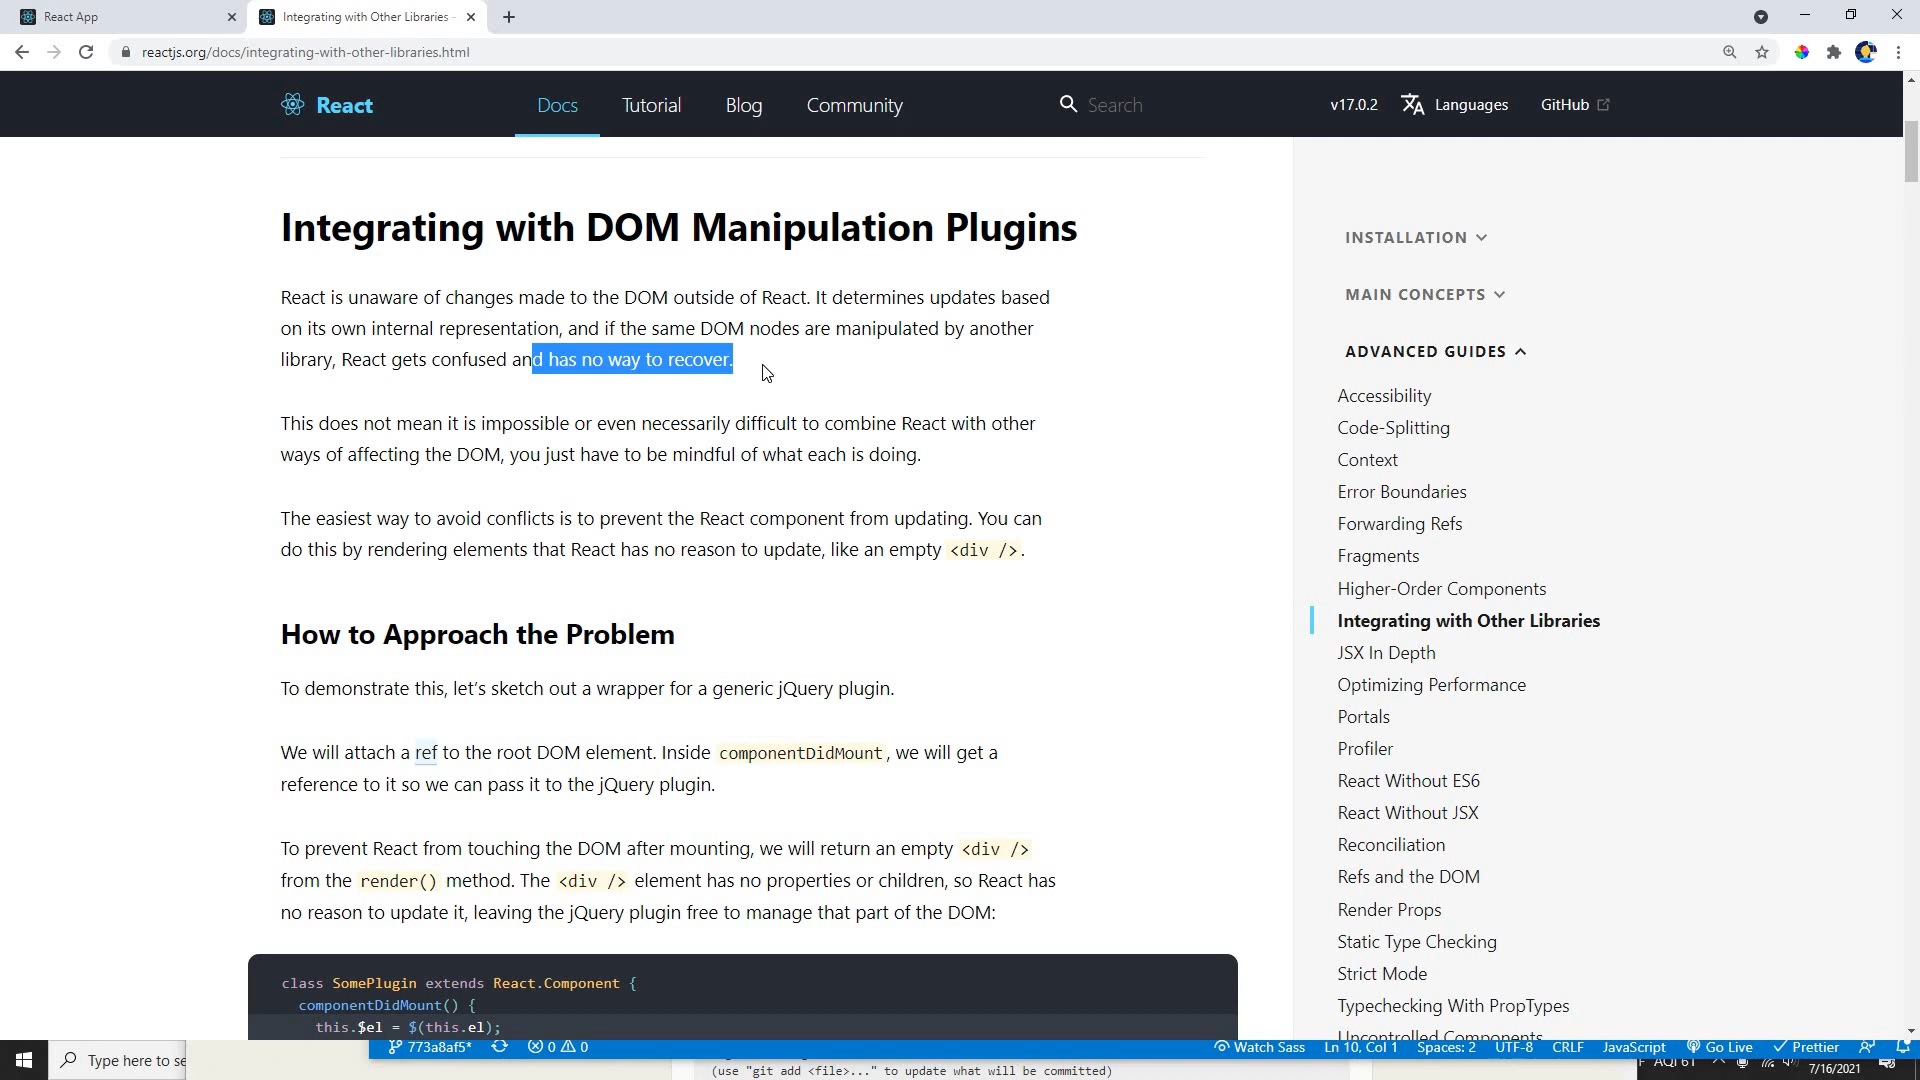 React App
Integrating with Other Libraries -
reactjs.org/docs/integrating-with-other-libraries.html
React
Docs
Tutorial
Blog
Community
Search
v17.0.2
Languages
GitHub
Integrating with DOM Manipulation Plugins
React is unaware of changes made to the DOM outside of React. It determines updates based
on its own internal representation, and if the same DOM nodes are manipulated by another
library, React gets confused and has no way to recover.
This does not mean it is impossible or even necessarily difficult to combine React with other
ways of affecting the DOM, you just have to be mindful of what each is doing.
The easiest way to avoid conflicts is to prevent the React component from updating. You can
do this by rendering elements that React has no reason to update, like an empty <div />.
How to Approach the Problem
To demonstrate this, let’s sketch out a wrapper for a generic jQuery plugin.
We will attach a ref to the root DOM element. Inside componentDidMount, we will get a
reference to it so we can pass it to the jQuery plugin.
To prevent React from touching the DOM after mounting, we will return an empty <div />
from the render() method. The <div /> element has no properties or children, so React has
no reason to update it, leaving the jQuery plugin free to manage that part of the DOM:
class SomePlugin extends React.Component {
componentDidMount() {
this.$el = $(this.el);
INSTALLATION
MAIN CONCEPTS
ADVANCED GUIDES
Accessibility
Code-Splitting
Context
Error Boundaries
Forwarding Refs
Fragments
Higher-Order Components
Integrating with Other Libraries
JSX In Depth
Optimizing Performance
Portals
Profiler
React Without ES6
React Without JSX
Reconciliation
Refs and the DOM
Render Props
Static Type Checking
Strict Mode
Typechecking With PropTypes
Uncontrolled Components
773a8af5*
0
0
Watch Sass
Ln 10, Col 1
Spaces: 2
UTF-8
CRLF
JavaScript
Go Live
Prettier
Type here to se
(use "git add <file>..." to update what will be committed)
AQI 61
7/16/2021